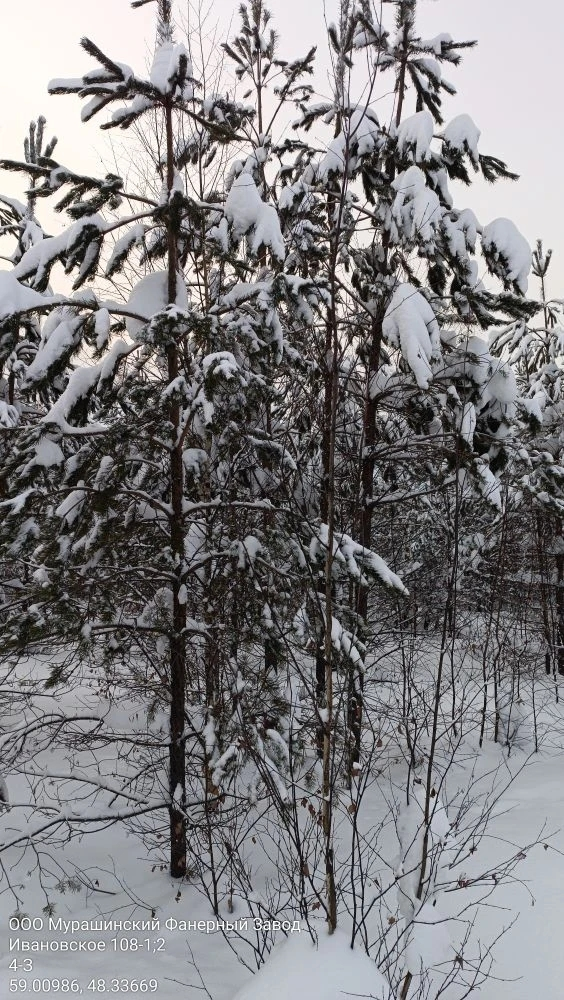 ООО Мурашинский Фанерный Завод
Ивановское 108-1,2
4-3
59.00986, 48.33669